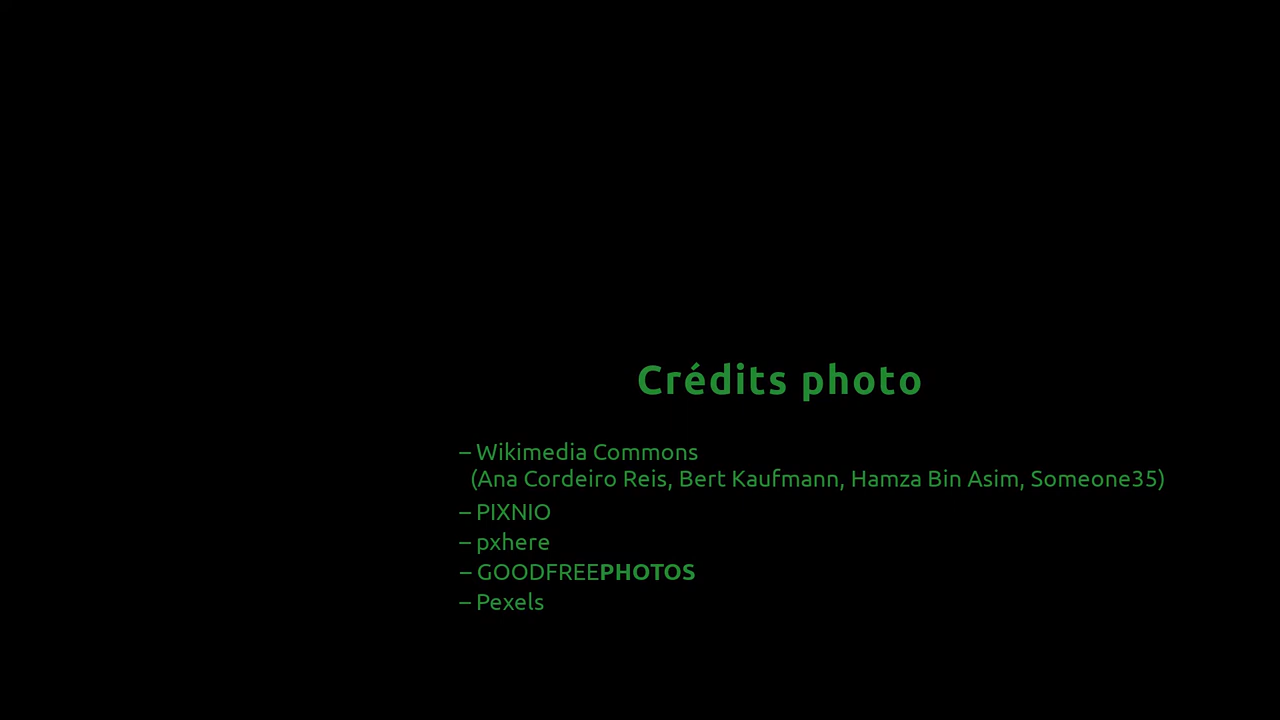 Crédits photo
– Wikimedia Commons
(Ana Cordeiro Reis, Bert Kaufmann, Hamza Bin Asim, Someone35)
– PIXNIO
– pxhere
– GOODFREEPHOTOS
– Pexels